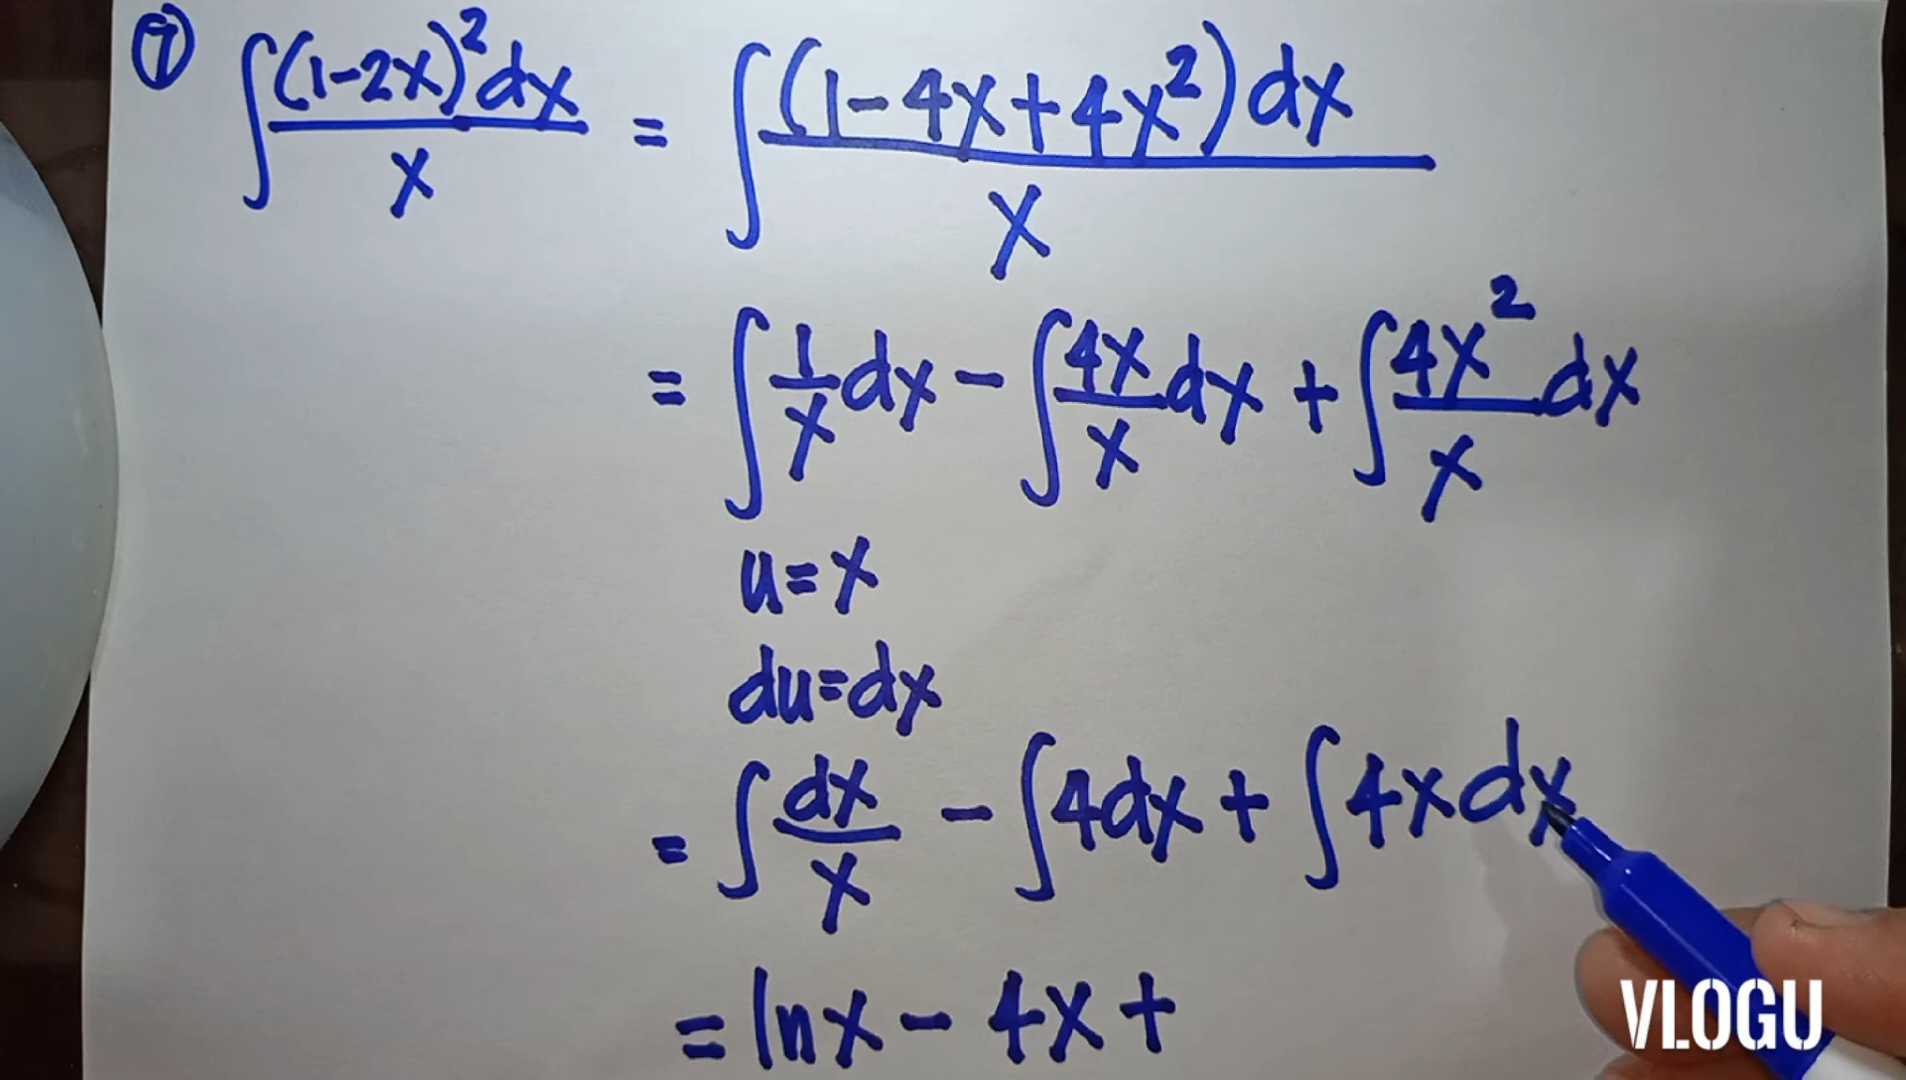 ⑦ ∫(1-2x)²dx/x = ∫(1-4x+4x²)dx/x
= ∫1/x dx - ∫4x/x dx + ∫4x²/x dx
u=x
du=dx
= ∫dx/x - ∫4dx + ∫4xdx
= lnx - 4x +
VLOGU